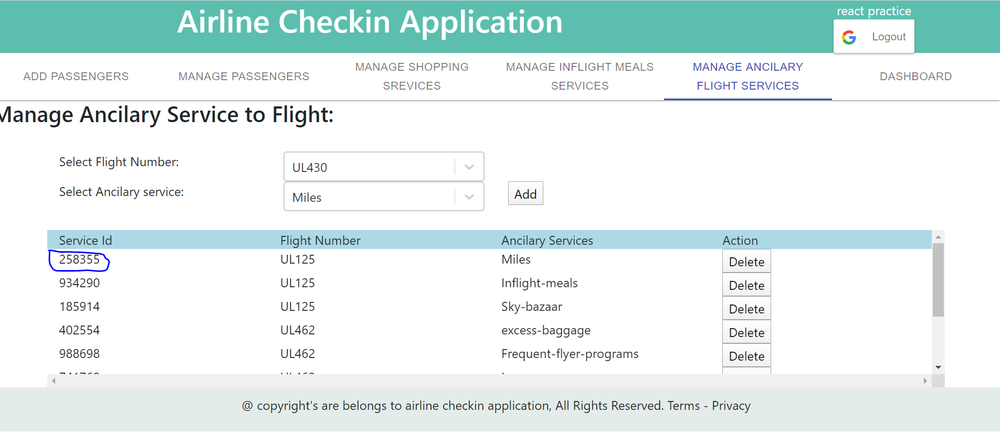 Airline Checkin Application
react practice
Logout
ADD PASSENGERS
MANAGE PASSENGERS
MANAGE SHOPPING
SREVICES
MANAGE INFLIGHT MEALS
SERVICES
MANAGE ANCILARY
FLIGHT SERVICES
DASHBOARD
Manage Ancilary Service to Flight:
Select Flight Number:
UL430
Select Ancilary service:
Miles
Add
Service Id Flight Number Ancilary Services Action
258355 UL125 Miles Delete
934290 UL125 Inflight-meals Delete
185914 UL125 Sky-bazaar Delete
402554 UL462 excess-baggage Delete
988698 UL462 Frequent-flyer-programs Delete
@ copyright's are belongs to airline checkin application, All Rights Reserved. Terms - Privacy